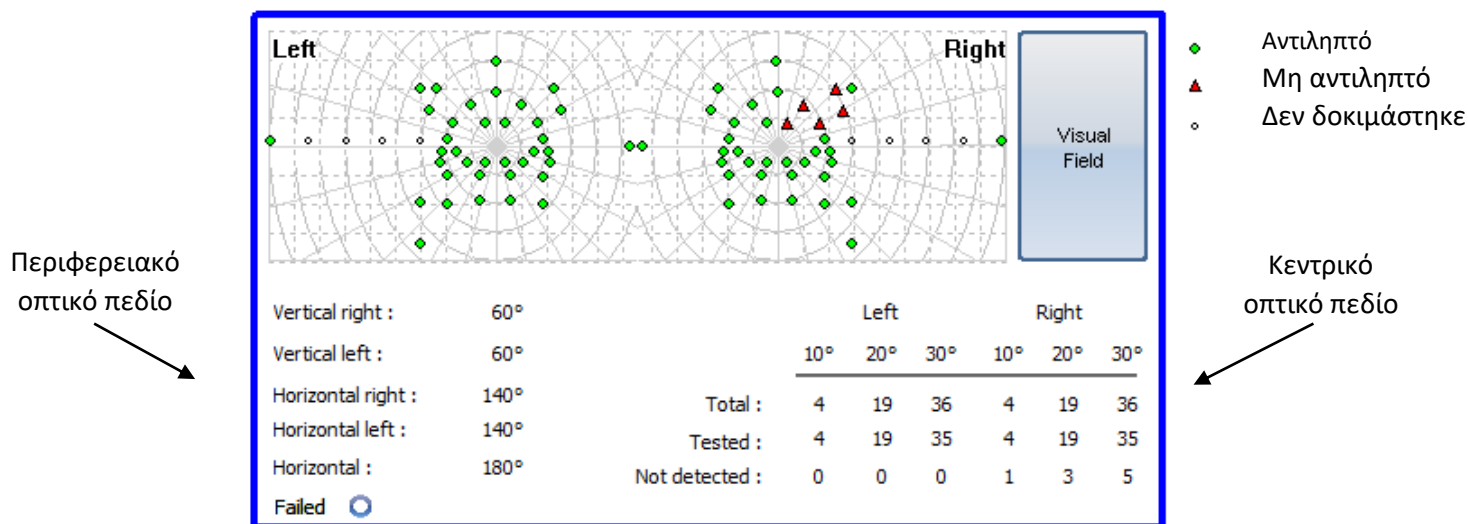 Left
Right
Visual
Field
Αντιληπτό
Μη αντιληπτό
Δεν δοκιμάστηκε
Περιφερειακό
οπτικό πεδίο
Κεντρικό
οπτικό πεδίο
Vertical right : 60°
Vertical left : 60°
Horizontal right : 140°
Horizontal left : 140°
Horizontal : 180°
Failed
Left Right
10° 20° 30° 10° 20° 30°
Total : 4 19 36 4 19 36
Tested : 4 19 35 4 19 35
Not detected : 0 0 0 1 3 5